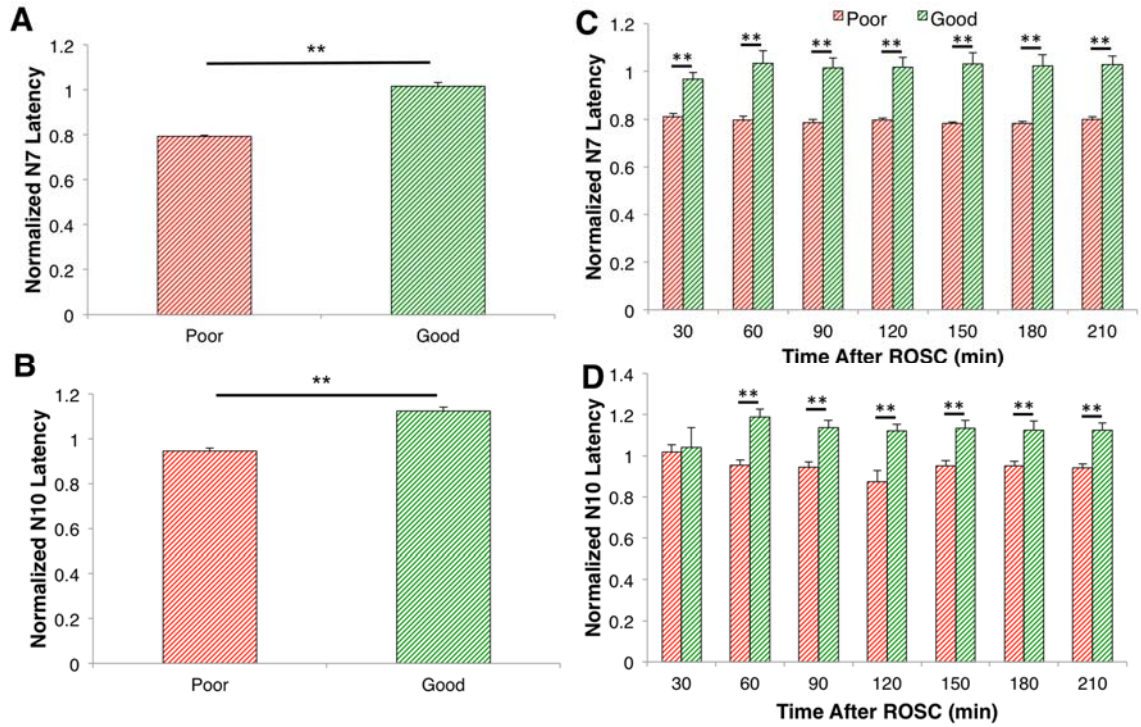 A
Normalized N7 Latency
1.2
1
0.8
0.6
0.4
0.2
0
**
Poor
Good
B
Normalized N10 Latency
1.2
1
0.8
0.6
0.4
0.2
0
**
Poor
Good
C
Poor Good
Normalized N7 Latency
1.2
1
0.8
0.6
0.4
0.2
0
** ** ** ** ** ** **
30 60 90 120 150 180 210
Time After ROSC (min)
D
Normalized N10 Latency
1.4
1.2
1
0.8
0.6
0.4
0.2
0
** ** ** ** ** **
30 60 90 120 150 180 210
Time After ROSC (min)